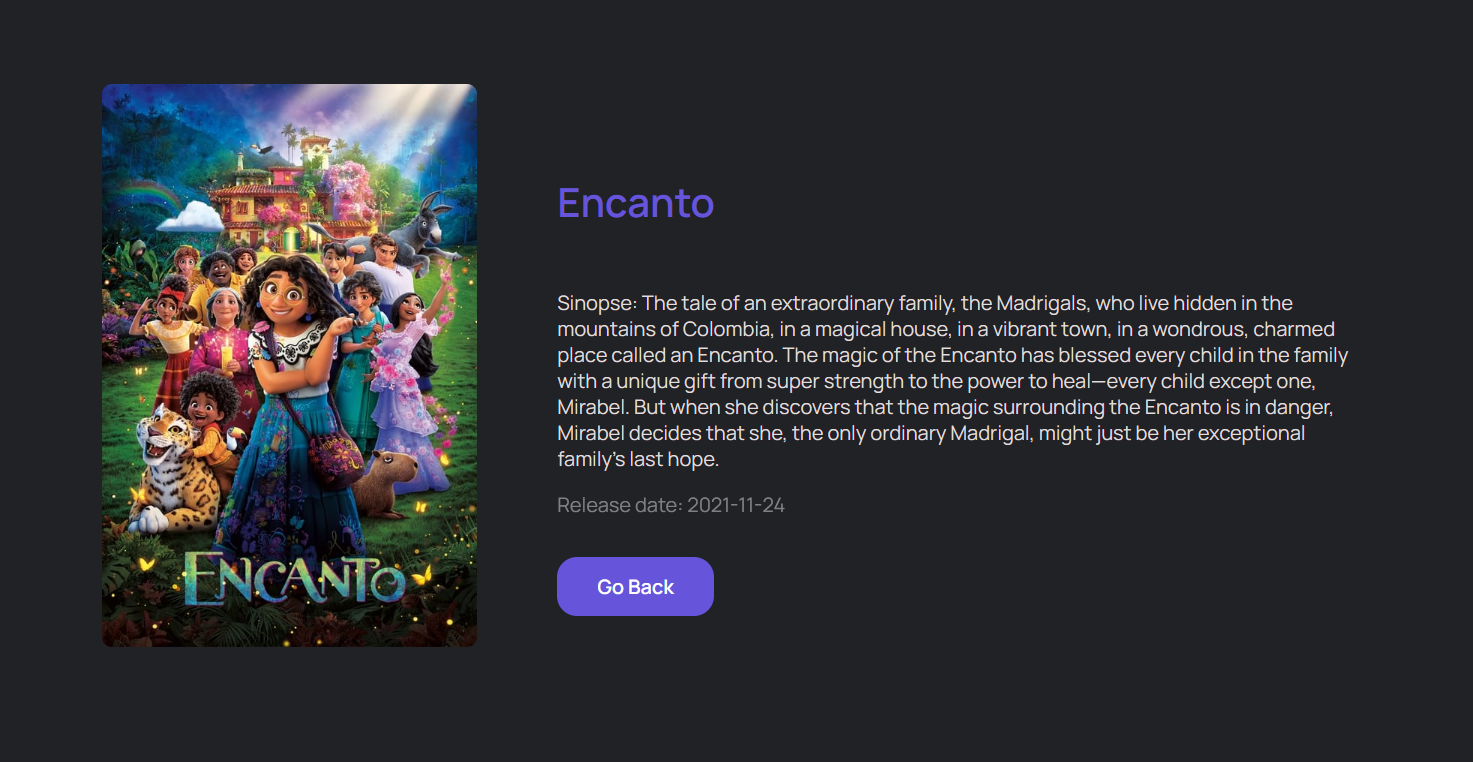 Encanto
Sinopse: The tale of an extraordinary family, the Madrigals, who live hidden in the
mountains of Colombia, in a magical house, in a vibrant town, in a wondrous, charmed
place called an Encanto. The magic of the Encanto has blessed every child in the family
with a unique gift from super strength to the power to heal—every child except one,
Mirabel. But when she discovers that the magic surrounding the Encanto is in danger,
Mirabel decides that she, the only ordinary Madrigal, might just be her exceptional
family’s last hope.
Release date: 2021-11-24
Go Back
ENCANTO